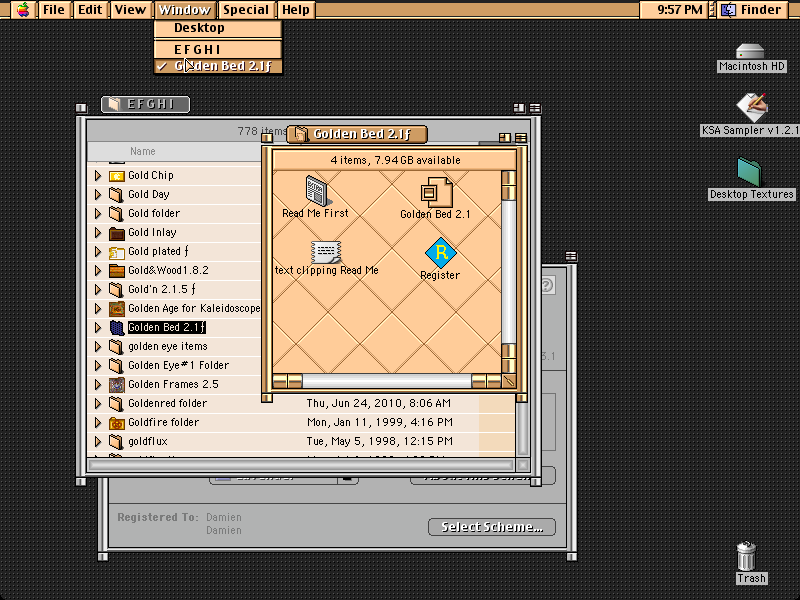 File Edit View Window Special Help 9:57 PM Finder
Desktop
E F G H I
Golden Bed 2.1ƒ
Macintosh HD
KSA Sampler v1.2.1
Desktop Textures
Trash
E F G H I
778 items
Name
Gold Chip
Gold Day
Gold folder
Gold Inlay
Gold plated ƒ
Gold&Wood1.8.2
Gold'n 2.1.5 ƒ
Golden Age for Kaleidoscope
Golden Bed 2.1ƒ
golden eye items
Golden Eye#1 Folder
Golden Frames 2.5
Goldenred folder Thu, Jun 24, 2010, 8:06 AM
Goldfire folder Mon, Jan 11, 1999, 4:16 PM
goldflux Tue, May 5, 1998, 12:15 PM
Golden Bed 2.1ƒ
4 items, 7.94 GB available
Read Me First
Golden Bed 2.1
text clipping Read Me
Register
3.1
Registered To: Damien
Damien
Select Scheme...